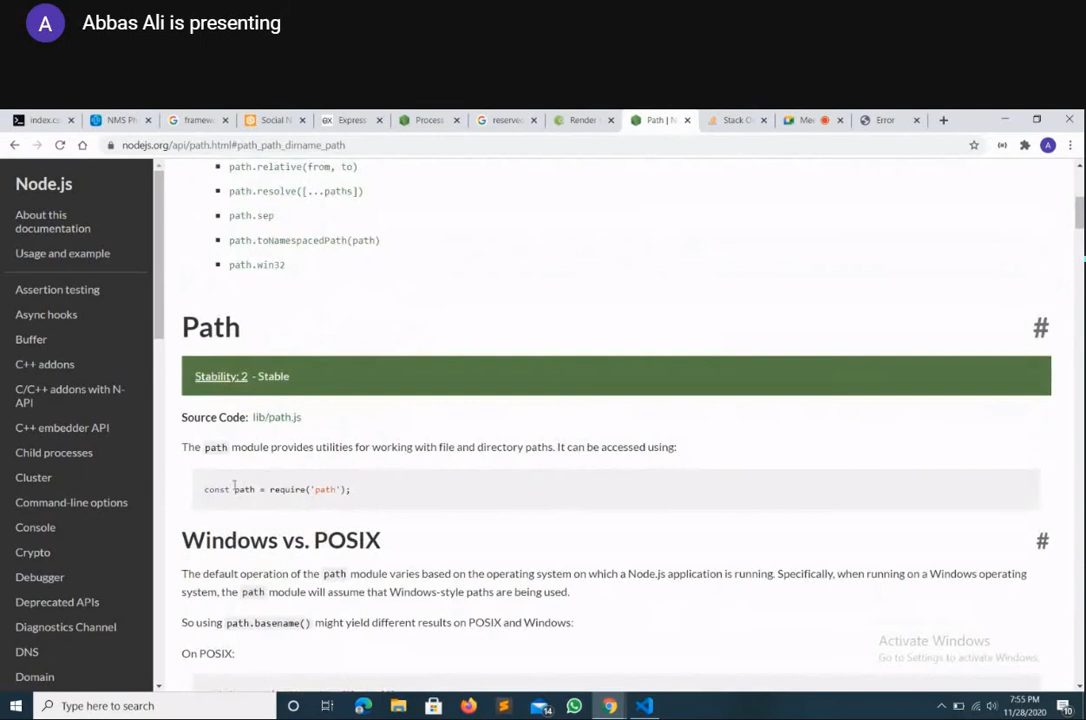 A
Abbas Ali is presenting
index.cs
NMS Ph
framew
Social N
EX Express
Process
reserve
Render
Path | N
Stack O
Mee
Error
nodejs.org/api/path.html#path_path_dirname_path
A
Node.js
About this
documentation
Usage and example
Assertion testing
Async hooks
Buffer
C++ addons
C/C++ addons with N-
API
C++ embedder API
Child processes
Cluster
Command-line options
Console
Crypto
Debugger
Deprecated APIs
Diagnostics Channel
DNS
Domain
path.relative(from, to)
path.resolve([...paths])
path.sep
path.toNamespacedPath(path)
path.win32
Path #
Stability: 2 - Stable
Source Code: lib/path.js
The path module provides utilities for working with file and directory paths. It can be accessed using:
const path = require('path');
Windows vs. POSIX #
The default operation of the path module varies based on the operating system on which a Node.js application is running. Specifically, when running on a Windows operating
system, the path module will assume that Windows-style paths are being used.
So using path.basename() might yield different results on POSIX and Windows:
On POSIX:
Activate Windows
Go to Settings to activate Windows.
Type here to search
14
7:55 PM
11/28/2020
10